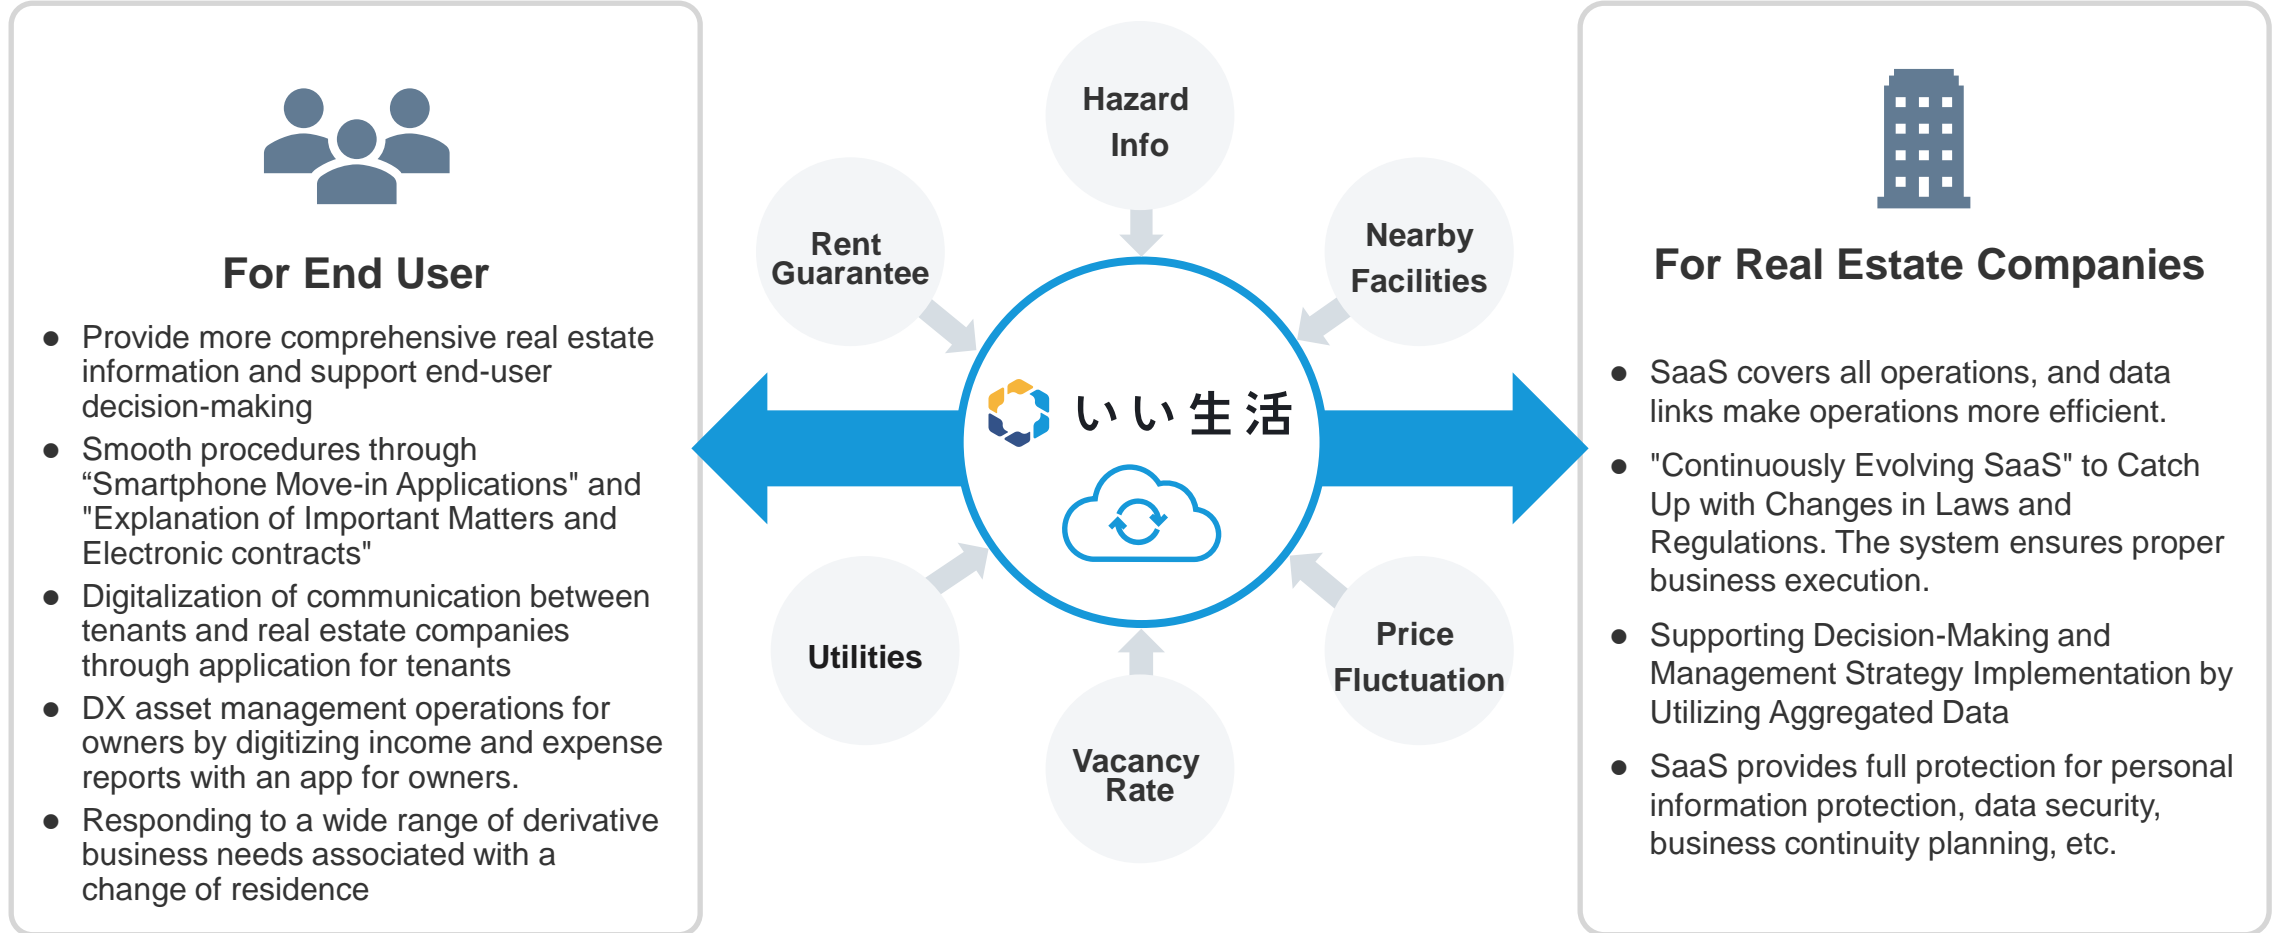 For End User
● Provide more comprehensive real estate
information and support end-user
decision-making
● Smooth procedures through
“Smartphone Move-in Applications" and
"Explanation of Important Matters and
Electronic contracts"
● Digitalization of communication between
tenants and real estate companies
through application for tenants
● DX asset management operations for
owners by digitizing income and expense
reports with an app for owners.
● Responding to a wide range of derivative
business needs associated with a
change of residence
Hazard
Info
Rent
Guarantee
Nearby
Facilities
いい生活
Utilities
Price
Fluctuation
Vacancy
Rate
For Real Estate Companies
● SaaS covers all operations, and data
links make operations more efficient.
● "Continuously Evolving SaaS" to Catch
Up with Changes in Laws and
Regulations. The system ensures proper
business execution.
● Supporting Decision-Making and
Management Strategy Implementation by
Utilizing Aggregated Data
● SaaS provides full protection for personal
information protection, data security,
business continuity planning, etc.